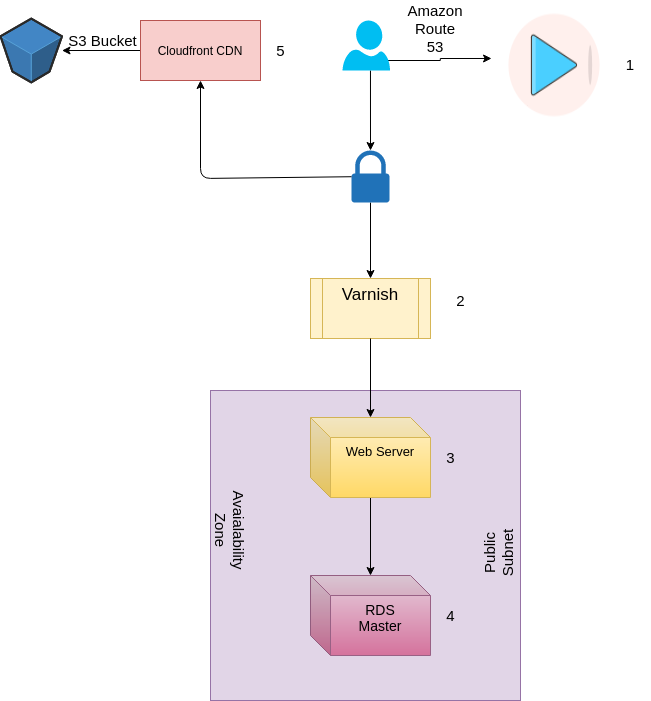 Amazon
Route
53
1
S3 Bucket
Cloudfront CDN
5
Varnish
2
Web Server
3
Avaialability
Zone
Public
Subnet
RDS
Master
4